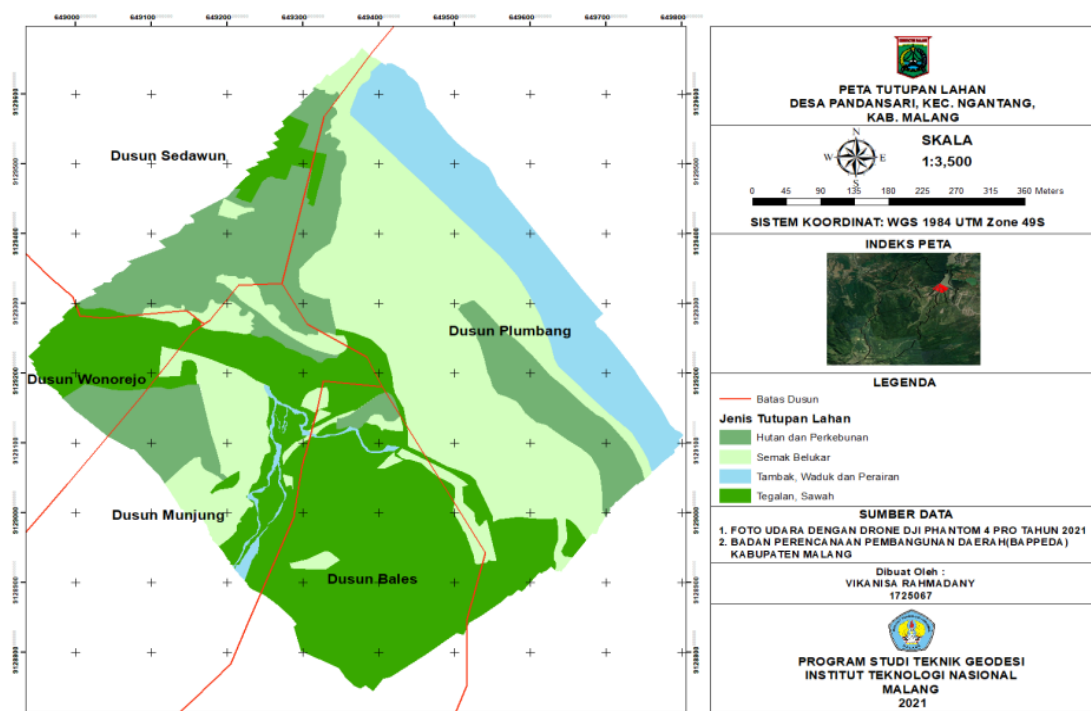 649000 649100 649200 649300 649400 649500 649600 649700 649800
Dusun Sedawun
Dusun Plumbang
Dusun Wonorejo
Dusun Munjung
Dusun Bales
PETA TUTUPAN LAHAN
DESA PANDANSARI, KEC. NGANTANG,
KAB. MALANG
N
W E
S
SKALA
1:3,500
0 45 90 135 180 225 270 315 360 Meters
SISTEM KOORDINAT: WGS 1984 UTM Zone 49S
INDEKS PETA
LEGENDA
Batas Dusun
Jenis Tutupan Lahan
Hutan dan Perkebunan
Semak Belukar
Tambak, Waduk dan Perairan
Tegalan, Sawah
SUMBER DATA
1. FOTO UDARA DENGAN DRONE DJI PHANTOM 4 PRO TAHUN 2021
2. BADAN PERENCANAAN PEMBANGUNAN DAERAH(BAPPEDA)
KABUPATEN MALANG
Dibuat Oleh :
VIKANISA RAHMADANY
1725067
PROGRAM STUDI TEKNIK GEODESI
INSTITUT TEKNOLOGI NASIONAL
MALANG
2021